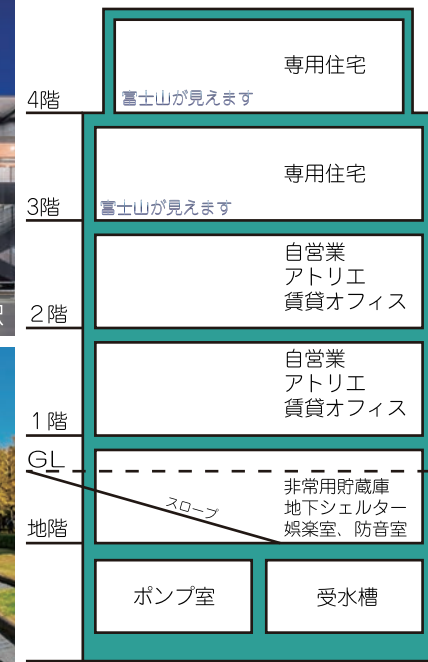 専用住宅
4階
富士山が見えます
専用住宅
3階
富士山が見えます
自営業
アトリエ
賃貸オフィス
2階
自営業
アトリエ
賃貸オフィス
1階
GL
スロープ
非常用貯蔵庫
地下シェルター
娯楽室、防音室
地階
ポンプ室
受水槽